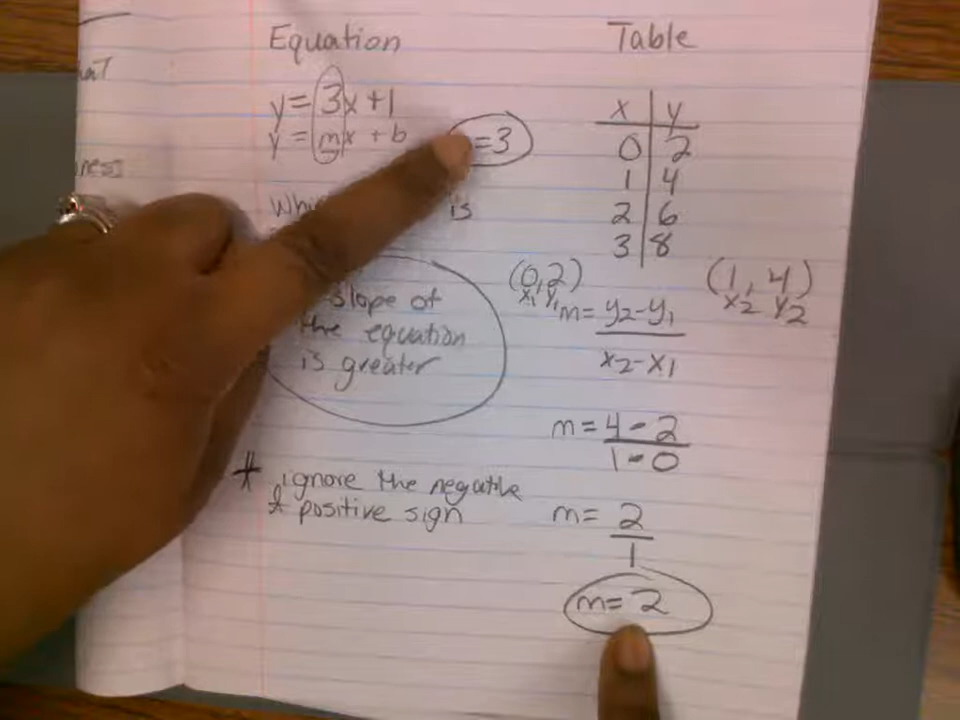 Equation
y = 3x + 1
y = mx + b
=3
is
slope of
the equation
is greater
* ignore the negative
& positive sign
Table
x | y
0 | 2
1 | 4
2 | 6
3 | 8
(0,2) (1, 4)
x1 y1 x2 y2
m = y2-y1
x2-x1
m = 4 - 2
1 - 0
m = 2
1
m = 2